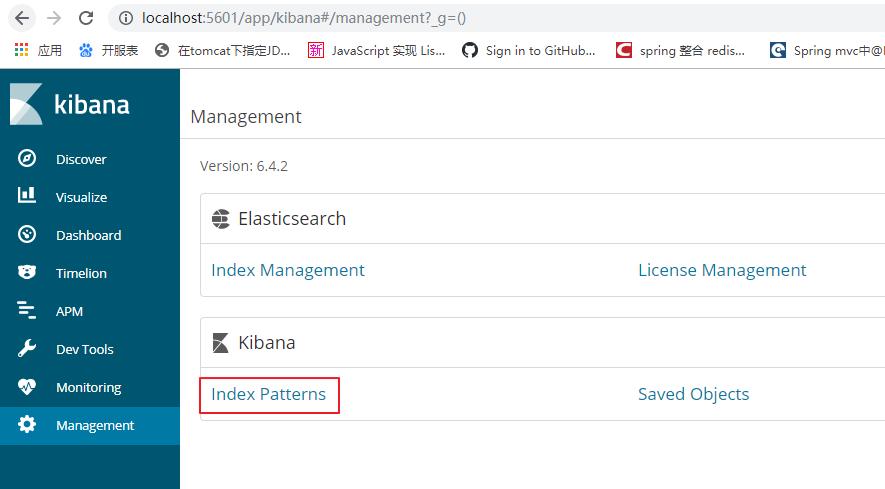 localhost:5601/app/kibana#/management?_g=()
应用 开服表 在tomcat下指定JD... 新 JavaScript 实现 Lis... Sign in to GitHub... spring 整合 redis... Spring mvc中@
kibana
Discover
Visualize
Dashboard
Timelion
APM
Dev Tools
Monitoring
Management
Management
Version: 6.4.2
Elasticsearch
Index Management License Management
Kibana
Index Patterns Saved Objects